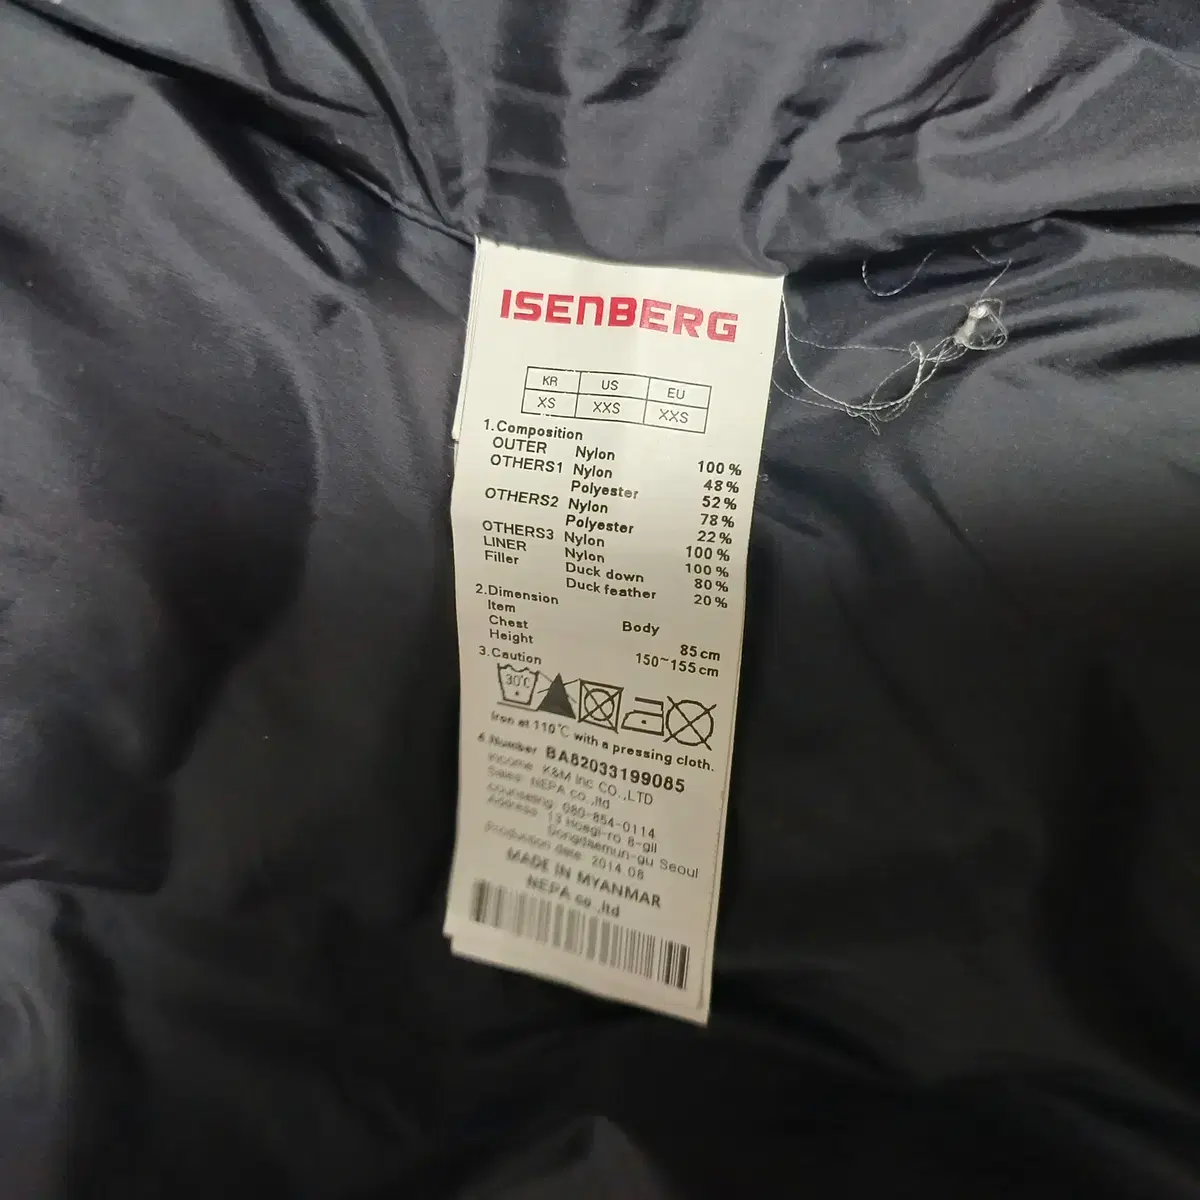 ISENBERG
KR US EU
XS XXS XXS
1.Composition
OUTER Nylon 100%
OTHERS1 Nylon 48%
Polyester 52%
OTHERS2 Nylon 78%
Polyester 22%
OTHERS3 Nylon 100%
LINER Nylon 100%
Filler Duck down 80%
Duck feather 20%
2.Dimension
Item Body
Chest 85cm
Height 150~155cm
3.Caution
30℃
Iron at 110℃ with a pressing cloth.
4.Number BA82033199085
Income K&M Inc CO.,LTD
Sales: NEPA co.,ltd
counseling: 080-854-0114
Address: 13 Hoegi-ro 8-gil
Dongdaemun-gu Seoul
Production date: 2014.08
MADE IN MYANMAR
NEPA co.,ltd